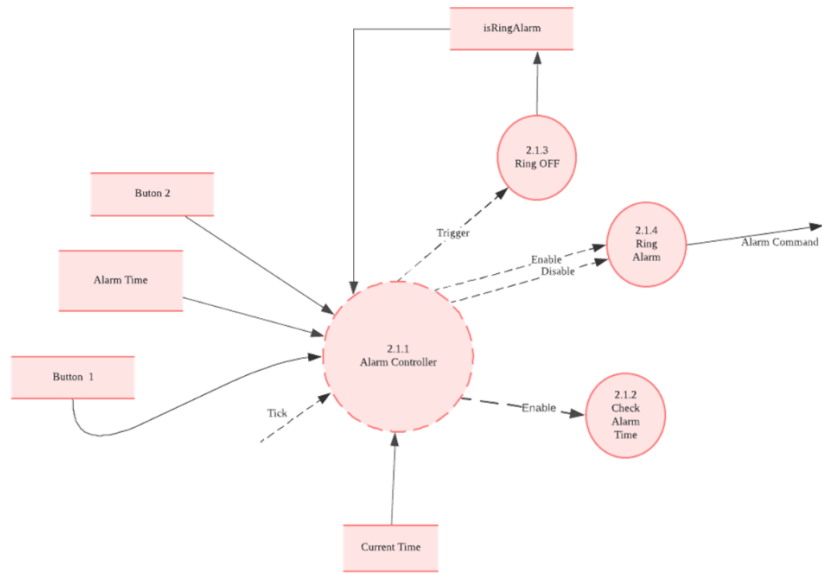 isRingAlarm
2.1.3
Ring OFF
Buton 2
Trigger
2.1.4
Ring
Alarm
Alarm Command
Enable
Disable
Alarm Time
2.1.1
Alarm Controller
Button 1
Tick
Enable
2.1.2
Check
Alarm
Time
Current Time